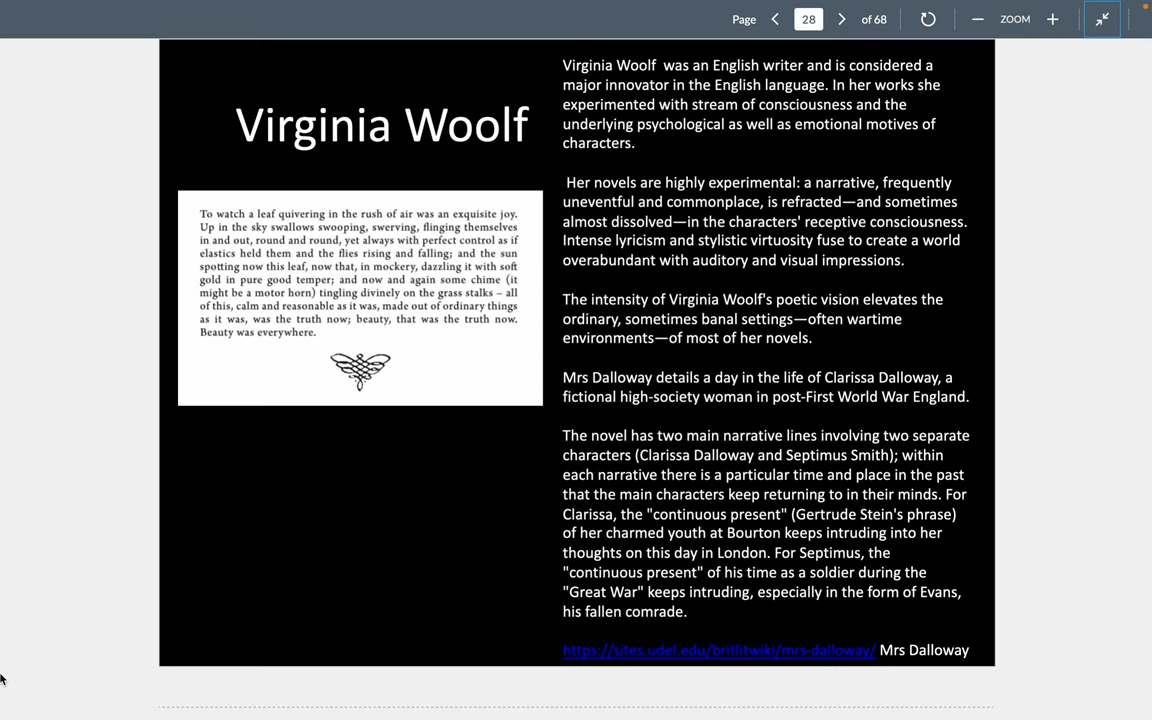 Page 28 of 68 ZOOM
Virginia Woolf
To watch a leaf quivering in the rush of air was an exquisite joy.
Up in the sky swallows swooping, swerving, flinging themselves
in and out, round and round, yet always with perfect control as if
elastics held them and the flies rising and falling; and the sun
spotting now this leaf, now that, in mockery, dazzling it with soft
gold in pure good temper; and now and again some chime (it
might be a motor horn) tingling divinely on the grass stalks – all
of this, calm and reasonable as it was, made out of ordinary things
as it was, was the truth now; beauty, that was the truth now.
Beauty was everywhere.
Virginia Woolf  was an English writer and is considered a
major innovator in the English language. In her works she
experimented with stream of consciousness and the
underlying psychological as well as emotional motives of
characters.
Her novels are highly experimental: a narrative, frequently
uneventful and commonplace, is refracted—and sometimes
almost dissolved—in the characters' receptive consciousness.
Intense lyricism and stylistic virtuosity fuse to create a world
overabundant with auditory and visual impressions.
The intensity of Virginia Woolf's poetic vision elevates the
ordinary, sometimes banal settings—often wartime
environments—of most of her novels.
Mrs Dalloway details a day in the life of Clarissa Dalloway, a
fictional high-society woman in post-First World War England.
The novel has two main narrative lines involving two separate
characters (Clarissa Dalloway and Septimus Smith); within
each narrative there is a particular time and place in the past
that the main characters keep returning to in their minds. For
Clarissa, the "continuous present" (Gertrude Stein's phrase)
of her charmed youth at Bourton keeps intruding into her
thoughts on this day in London. For Septimus, the
"continuous present" of his time as a soldier during the
"Great War" keeps intruding, especially in the form of Evans,
his fallen comrade.
https://sites.udel.edu/britlitwiki/mrs-dalloway/ Mrs Dalloway